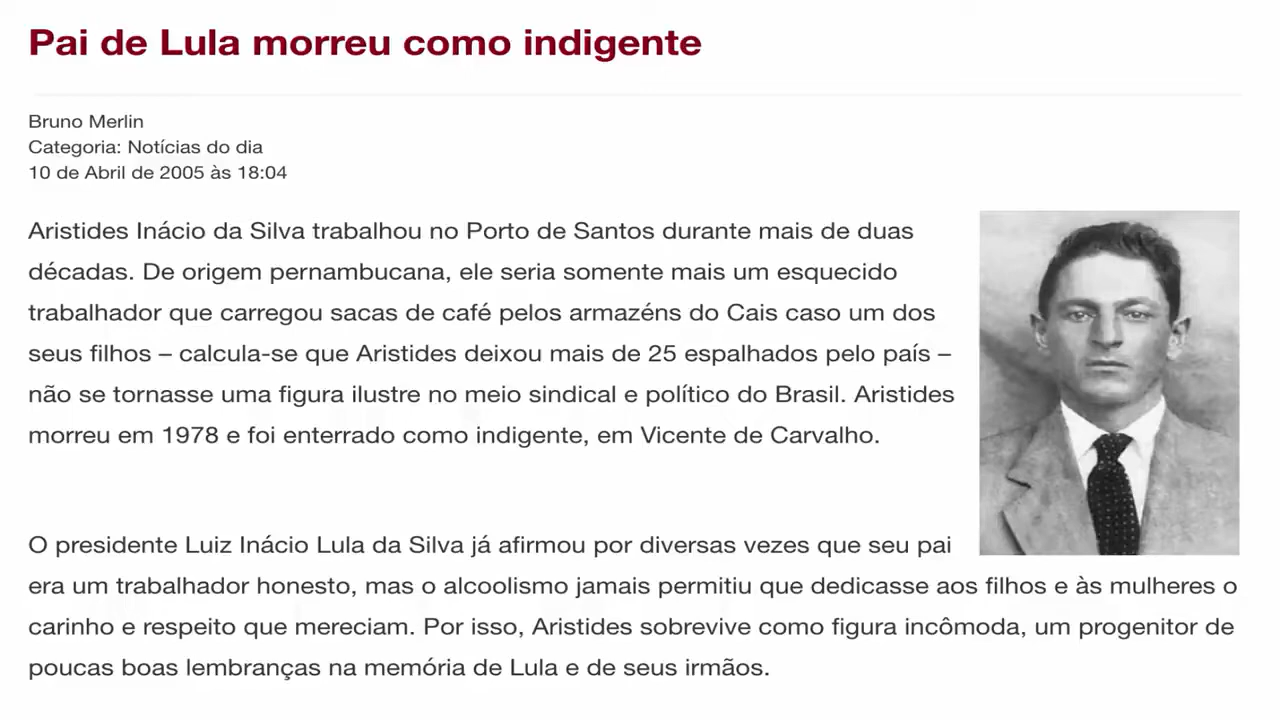 Pai de Lula morreu como indigente
Bruno Merlin
Categoria: Notícias do dia
10 de Abril de 2005 às 18:04
Aristides Inácio da Silva trabalhou no Porto de Santos durante mais de duas
décadas. De origem pernambucana, ele seria somente mais um esquecido
trabalhador que carregou sacas de café pelos armazéns do Cais caso um dos
seus filhos – calcula-se que Aristides deixou mais de 25 espalhados pelo país –
não se tornasse uma figura ilustre no meio sindical e político do Brasil. Aristides
morreu em 1978 e foi enterrado como indigente, em Vicente de Carvalho.
O presidente Luiz Inácio Lula da Silva já afirmou por diversas vezes que seu pai
era um trabalhador honesto, mas o alcoolismo jamais permitiu que dedicasse aos filhos e às mulheres o
carinho e respeito que mereciam. Por isso, Aristides sobrevive como figura incômoda, um progenitor de
poucas boas lembranças na memória de Lula e de seus irmãos.